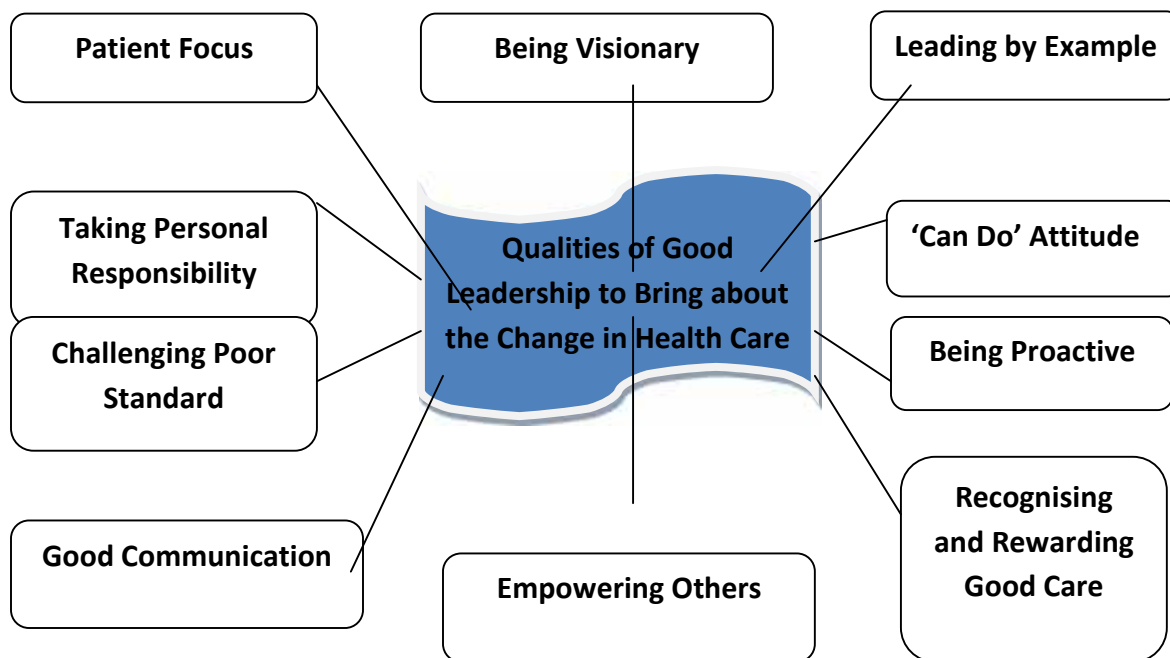 Patient Focus
Being Visionary
Leading by Example
Taking Personal
Responsibility
Qualities of Good
Leadership to Bring about
the Change in Health Care
‘Can Do’ Attitude
Challenging Poor
Standard
Being Proactive
Good Communication
Empowering Others
Recognising
and Rewarding
Good Care